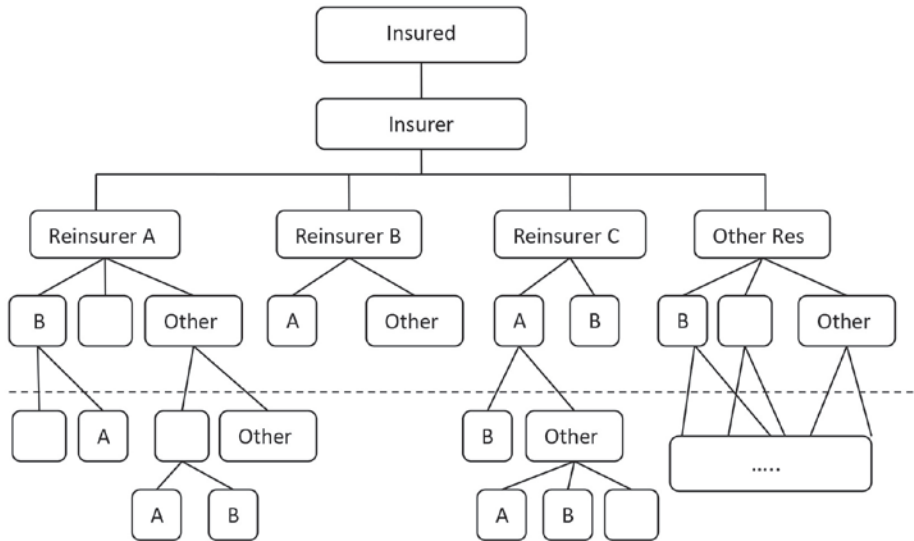 Insured
Insurer
Reinsurer A Reinsurer B Reinsurer C Other Res
B Other A Other A B B Other
A Other B Other
.....
A B A B